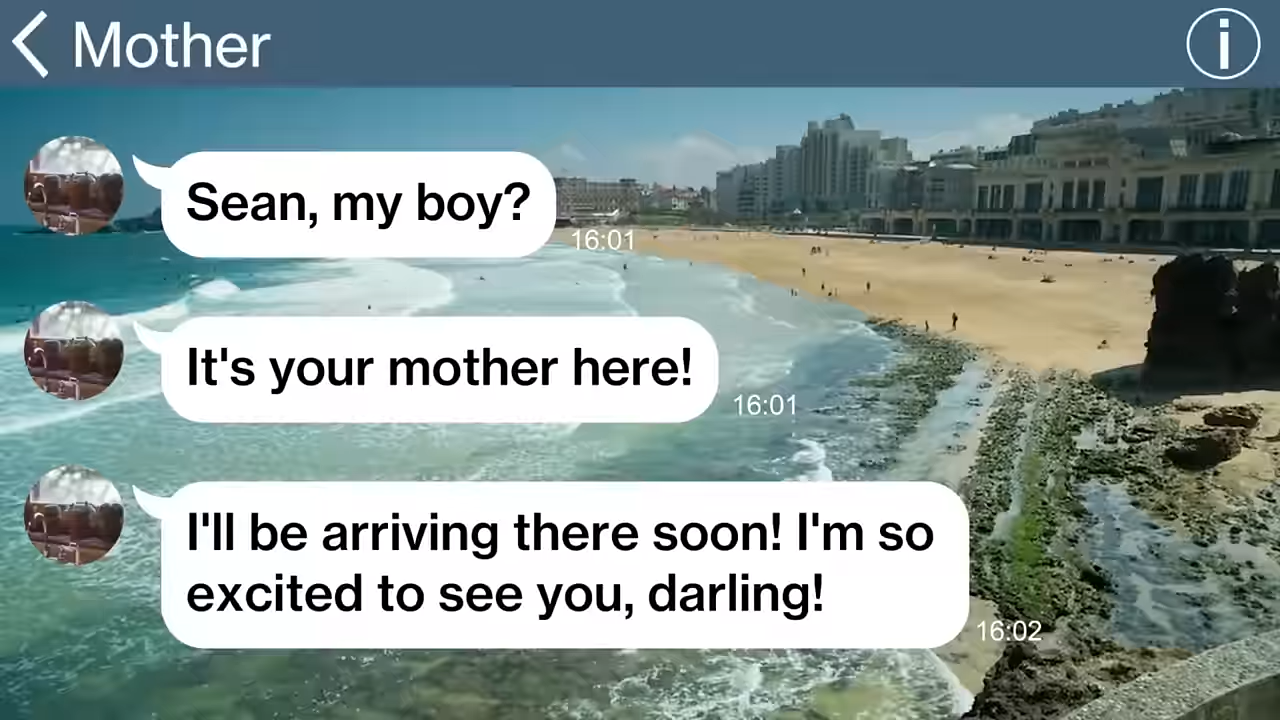 Mother
Sean, my boy?
16:01
It's your mother here!
16:01
I'll be arriving there soon! I'm so
excited to see you, darling!
16:02